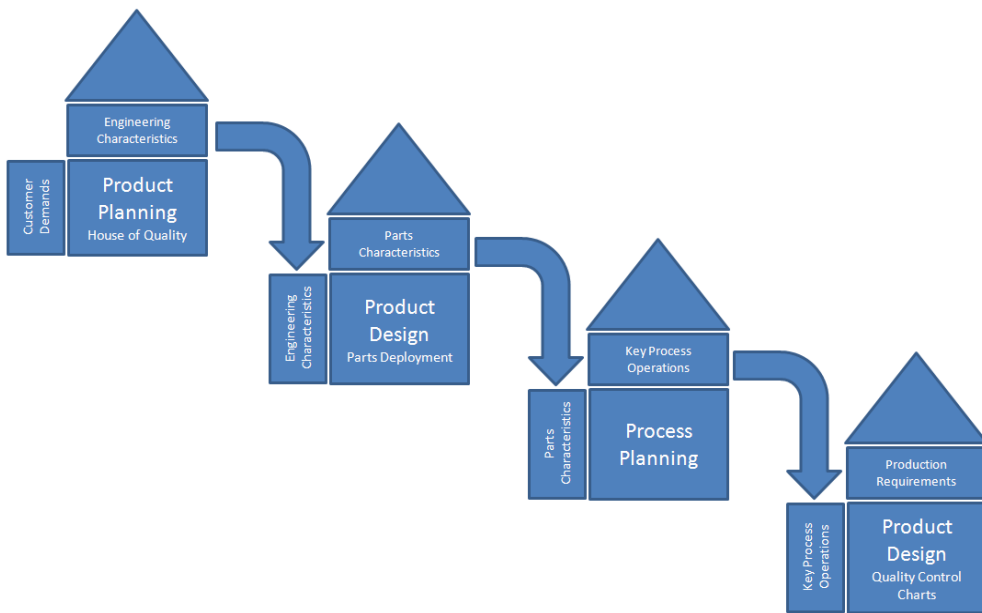 Engineering
Characteristics
Customer
Demands
Product
Planning
House of Quality
Parts
Characteristics
Engineering
Characteristics
Product
Design
Parts Deployment
Key Process
Operations
Parts
Characteristics
Process
Planning
Production
Requirements
Key Process
Operations
Product
Design
Quality Control
Charts